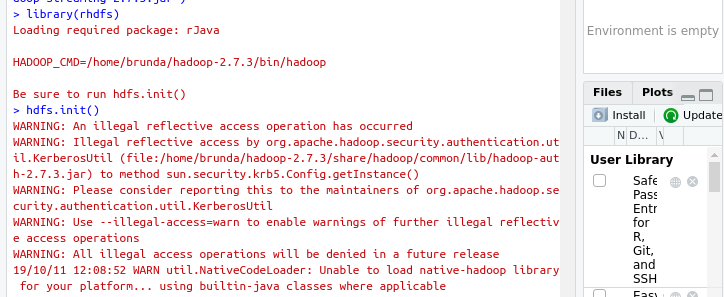 > library(rhdfs)
Loading required package: rJava
HADOOP_CMD=/home/brunda/hadoop-2.7.3/bin/hadoop
Be sure to run hdfs.init()
> hdfs.init()
WARNING: An illegal reflective access operation has occurred
WARNING: Illegal reflective access by org.apache.hadoop.security.authentication.ut
il.KerberosUtil (file:/home/brunda/hadoop-2.7.3/share/hadoop/common/lib/hadoop-aut
h-2.7.3.jar) to method sun.security.krb5.Config.getInstance()
WARNING: Please consider reporting this to the maintainers of org.apache.hadoop.se
curity.authentication.util.KerberosUtil
WARNING: Use --illegal-access=warn to enable warnings of further illegal reflectiv
e access operations
WARNING: All illegal access operations will be denied in a future release
19/10/11 12:08:52 WARN util.NativeCodeLoader: Unable to load native-hadoop library
 for your platform... using builtin-java classes where applicable
Environment is empty
Files Plots
Install Update
N D... V
User Library
Safe
Pass
Entr
for
R,
Git,
and
SSH